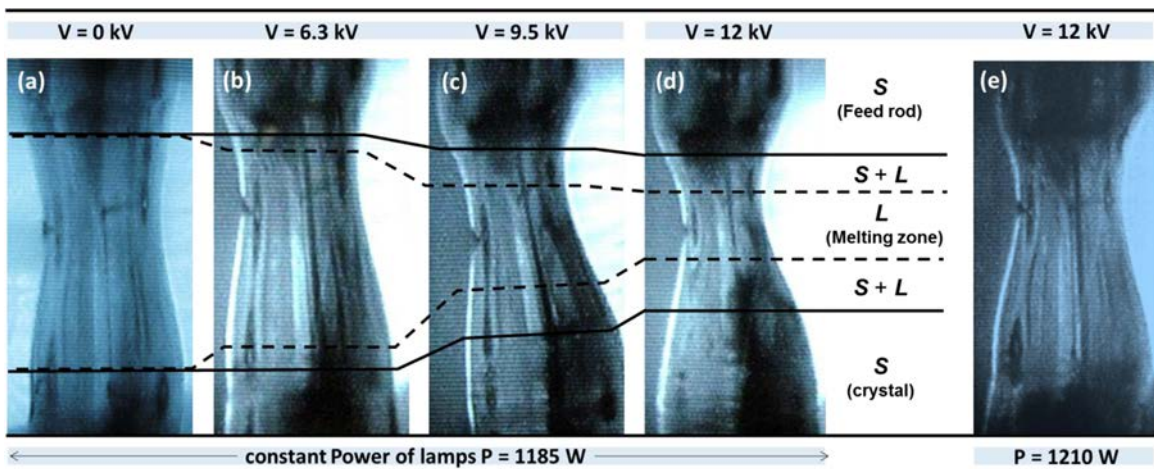 V = 0 kV
V = 6.3 kV
V = 9.5 kV
V = 12 kV
V = 12 kV
(a)
(b)
(c)
(d)
(e)
S
(Feed rod)
S + L
L
(Melting zone)
S + L
S
(crystal)
constant Power of lamps P = 1185 W
P = 1210 W